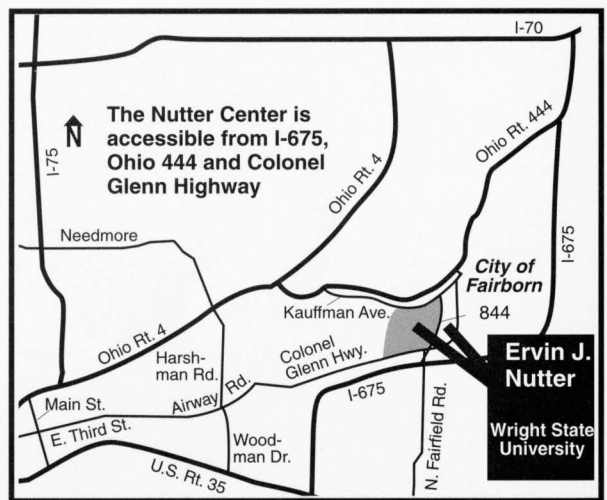 I-70
The Nutter Center is
accessible from I-675,
Ohio 444 and Colonel
Glenn Highway
N
I-75
Ohio Rt. 4
Ohio Rt. 444
I-675
Needmore
City of
Fairborn
Kauffman Ave.
844
Ohio Rt. 4
Harsh-
man Rd.
Colonel
Glenn Hwy.
Ervin J.
Nutter
Wright State
University
Main St.
Airway Rd.
I-675
E. Third St.
Wood-
man Dr.
N. Fairfield Rd.
U.S. Rt. 35